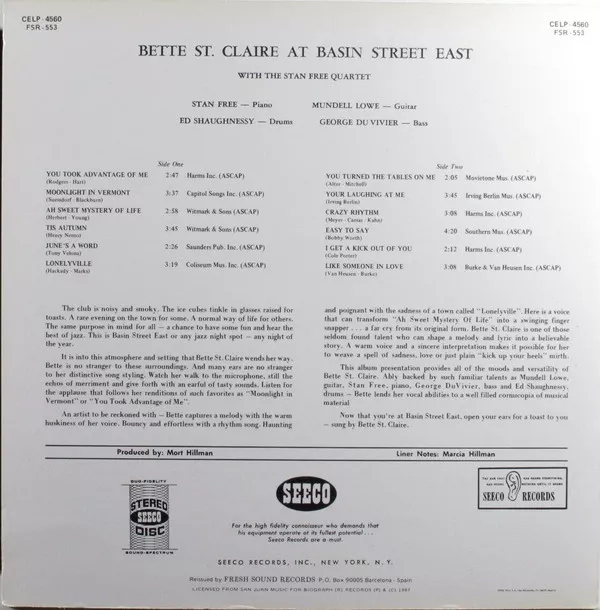 CELP - 4560
FSR - 553
CELP - 4560
FSR - 553
BETTE ST. CLAIRE AT BASIN STREET EAST
WITH THE STAN FREE QUARTET
STAN FREE — Piano MUNDELL LOWE — Guitar
ED SHAUGHNESSY — Drums GEORGE DU VIVIER — Bass
Side One
YOU TOOK ADVANTAGE OF ME 2:47 Harms Inc. (ASCAP)
(Rodgers - Hart)
MOONLIGHT IN VERMONT 3:37 Capitol Songs Inc. (ASCAP)
(Suessdorf - Blackburn)
AH SWEET MYSTERY OF LIFE 2:58 Witmark & Sons (ASCAP)
(Herbert - Young)
TIS AUTUMN 3:45 Witmark & Sons (ASCAP)
(Henry Nemo)
JUNE'S A WORD 2:26 Saunders Pub. Inc. (ASCAP)
(Tony Velona)
LONELYVILLE 3:19 Coliseum Mus. Inc. (ASCAP)
(Hackady - Marks)
Side Two
YOU TURNED THE TABLES ON ME 2:05 Movietone Mus. (ASCAP)
(Alter - Mitchell)
YOUR LAUGHING AT ME 3:45 Irving Berlin Mus. (ASCAP)
(Irving Berlin)
CRAZY RHYTHM 3:08 Harms Inc. (ASCAP)
(Meyer - Caesar - Kahn)
EASY TO SAY 4:20 Southern Mus. (ASCAP)
(Bobby Worth)
I GET A KICK OUT OF YOU 2:12 Harms Inc. (ASCAP)
(Cole Porter)
LIKE SOMEONE IN LOVE 3:08 Burke & Van Heusen Inc. (ASCAP)
(Van Heusen - Burke)
The club is noisy and smoky. The ice cubes tinkle in glasses raised for
toasts. A rare evening on the town for some. A normal way of life for others.
The same purpose in mind for all — a chance to have some fun and hear the
best of jazz. This is Basin Street East or any jazz night spot — any night of
the year.
It is into this atmosphere and setting that Bette St. Claire wends her way.
Bette is no stranger to these surroundings. And many ears are no stranger
to her distinctive song styling. Watch her walk to the microphone, still the
echos of merriment and give forth with an earful of tasty sounds. Listen for
the applause that follows her renditions of such favorites as "Moonlight in
Vermont" or "You Took Advantage of Me".
An artist to be reckoned with — Bette captures a melody with the warm
huskiness of her voice. Bouncy and effortless with a rhythm song. Haunting
and poignant with the sadness of a town called "Lonelyville". Here is a voice
that can transform "Ah Sweet Mystery Of Life" into a swinging finger
snapper . . . a far cry from its original form. Bette St. Claire is one of those
seldom found talent who can shape a melody and lyric into a believable
story. A warm voice and a sincere interpretation makes it possible for her
to weave a spell of sadness, love or just plain "kick up your heels" mirth.
This album presentation provides all of the moods and versatility of
Bette St. Claire. Ably backed by such familiar talents as Mundell Lowe,
guitar, Stan Free, piano, George DuVivier, bass and Ed Shaughnessy,
drums — Bette lends her vocal abilities to a well filled cornucopia of musical
material
Now that you're at Basin Street East, open your ears for a toast to you
— sung by Bette St. Claire.
Produced by: Mort Hillman Liner Notes: Marcia Hillman
DUO-FIDELITY
STEREO
SEECO
DISC
SOUND-SPECTRUM
SEECO
For the high fidelity connoisseur who demands that
his equipment operate at its fullest potential . . .
Seeco Records are a must.
SEECO RECORDS
SEECO RECORDS, INC., NEW YORK, N. Y.
Reissued by FRESH SOUND RECORDS P.O. Box 90005 Barcelona - Spain
LICENSED FROM SAN JUAN MUSIC FOR BIOGRAPH (R) RECORDS (P) & (C) 1987